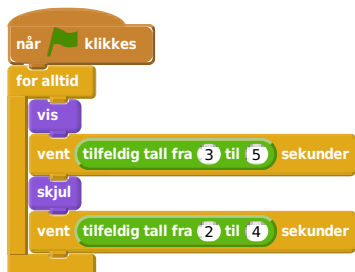 når klikkes
for alltid
vis
vent tilfeldig tall fra 3 til 5 sekunder
skjul
vent tilfeldig tall fra 2 til 4 sekunder